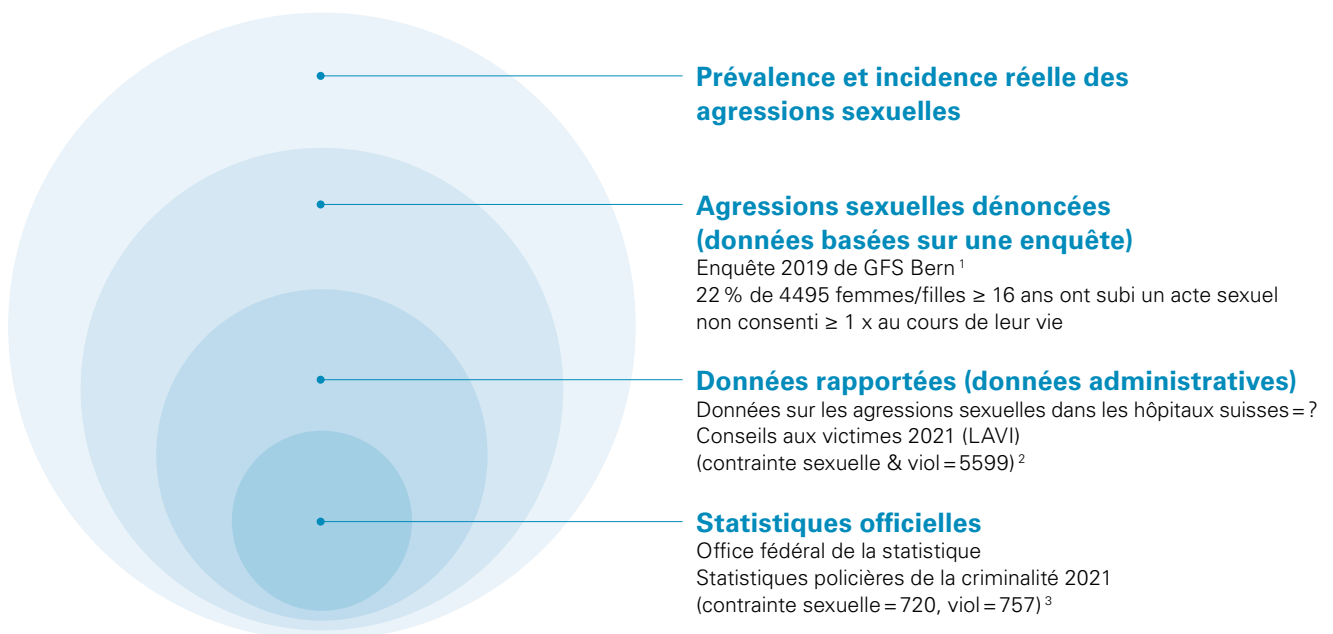 Prévalence et incidence réelle des
agressions sexuelles
Agressions sexuelles dénoncées
(données basées sur une enquête)
Enquête 2019 de GFS Bern 1
22 % de 4495 femmes/filles ≥ 16 ans ont subi un acte sexuel
non consenti ≥ 1 x au cours de leur vie
Données rapportées (données administratives)
Données sur les agressions sexuelles dans les hôpitaux suisses = ?
Conseils aux victimes 2021 (LAVI)
(contrainte sexuelle & viol = 5599) 2
Statistiques officielles
Office fédéral de la statistique
Statistiques policières de la criminalité 2021
(contrainte sexuelle = 720, viol = 757) 3